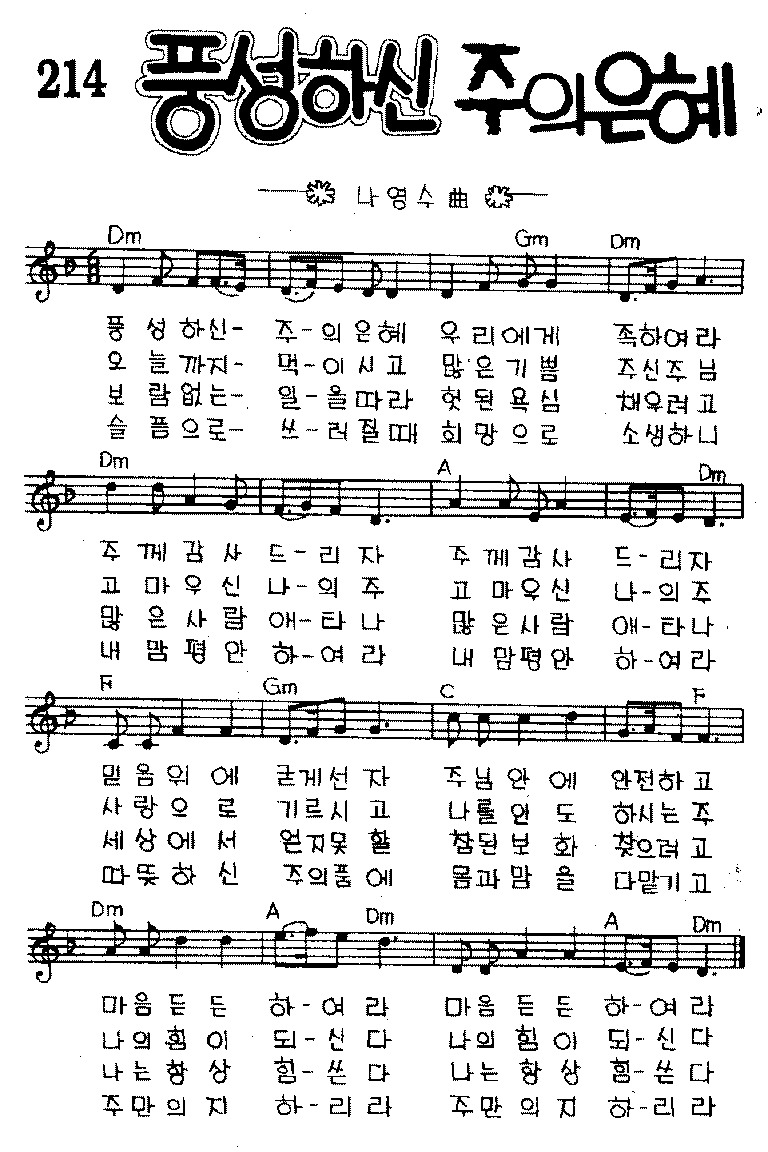 214 풍성하신 주의은혜
나영수 曲
Dm Gm Dm
풍 성 하신- 주-의 은혜 우 리에게 족하여라
오 늘 까지- 먹-이 시고 많은기쁨 주신주님
보 람없는- 일-을따라 헛된욕심 채우려고
슬 픔으로- 쓰-러질때 희망으로 소생하니
Dm A Dm
주 께 감 사 드-리 자 주 께 감 사 드-리자
고 마 우 신 나-의 주 고 마우신 나-의 주
많 은 사 람 애-타 나 많 은사람 애-타나
내 맘 평 안 하-여 라 내 맘평안 하-여라
F Gm C F
믿 음 위 에 굳게선 자 주님 안 에 안전하고
사 랑 으 로 기르시고 나를인 도 하시는주
세 상 에 서 얻지못할 참된보화 찾으려고
따 뜻 하 신 주의품에 몸과맘을 다맡기고
Dm A Dm A Dm
마 음 든 든 하-여 라 마 음 든 든 하-여 라
나 의 힘 이 되-신 다 나 의 힘 이 되-신 다
나 는 항 상 힘-쓴 다 나 는 항 상 힘-쓴 다
주 만 의 지 하-리 라 주 만 의 지 하-리 라